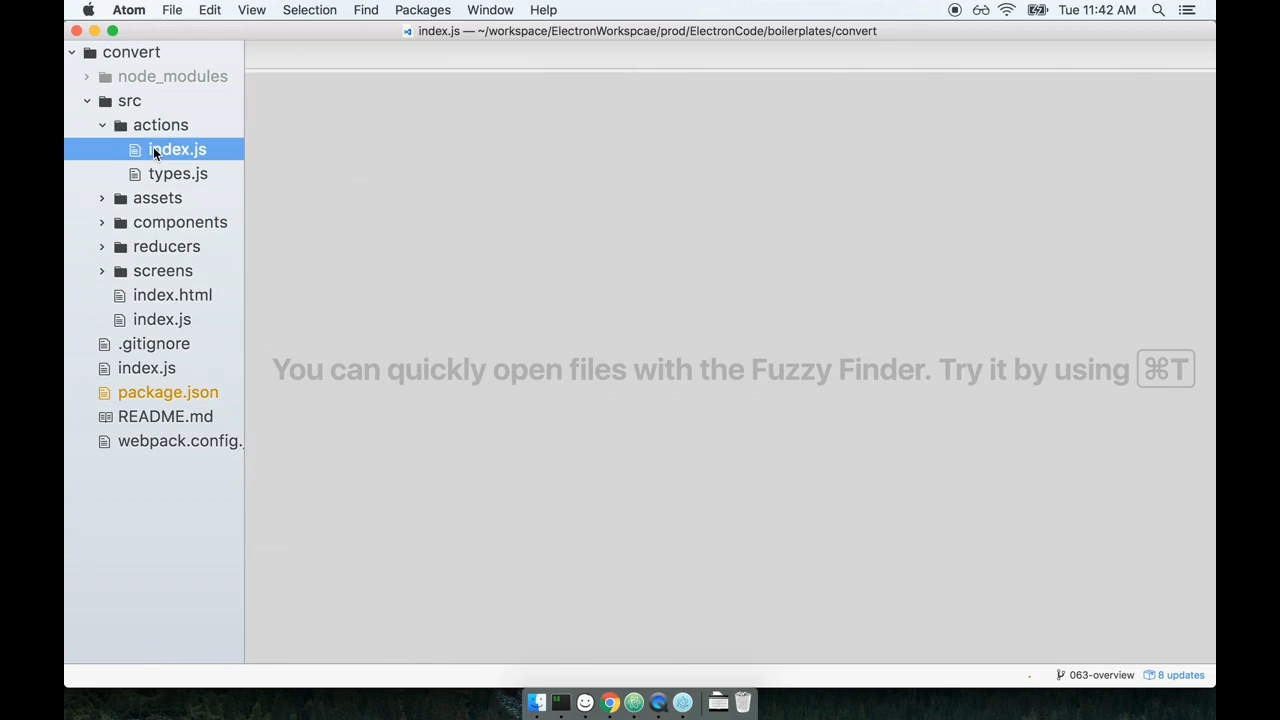 Atom File Edit View Selection Find Packages Window Help Tue 11:42 AM
index.js — ~/workspace/ElectronWorkspcae/prod/ElectronCode/boilerplates/convert
convert
node_modules
src
actions
index.js
types.js
assets
components
reducers
screens
index.html
index.js
.gitignore
index.js
package.json
README.md
webpack.config.
You can quickly open files with the Fuzzy Finder. Try it by using ⌘T
063-overview 8 updates